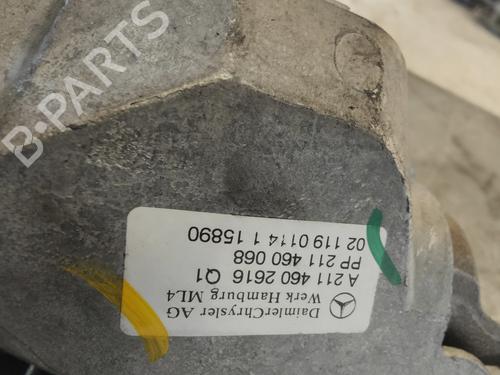 B-PARTS
DaimlerChrysler AG
Werk Hamburg ML4
A 211 460 2616 Q1
PP 211 460 068
02 119 0114 1 15890